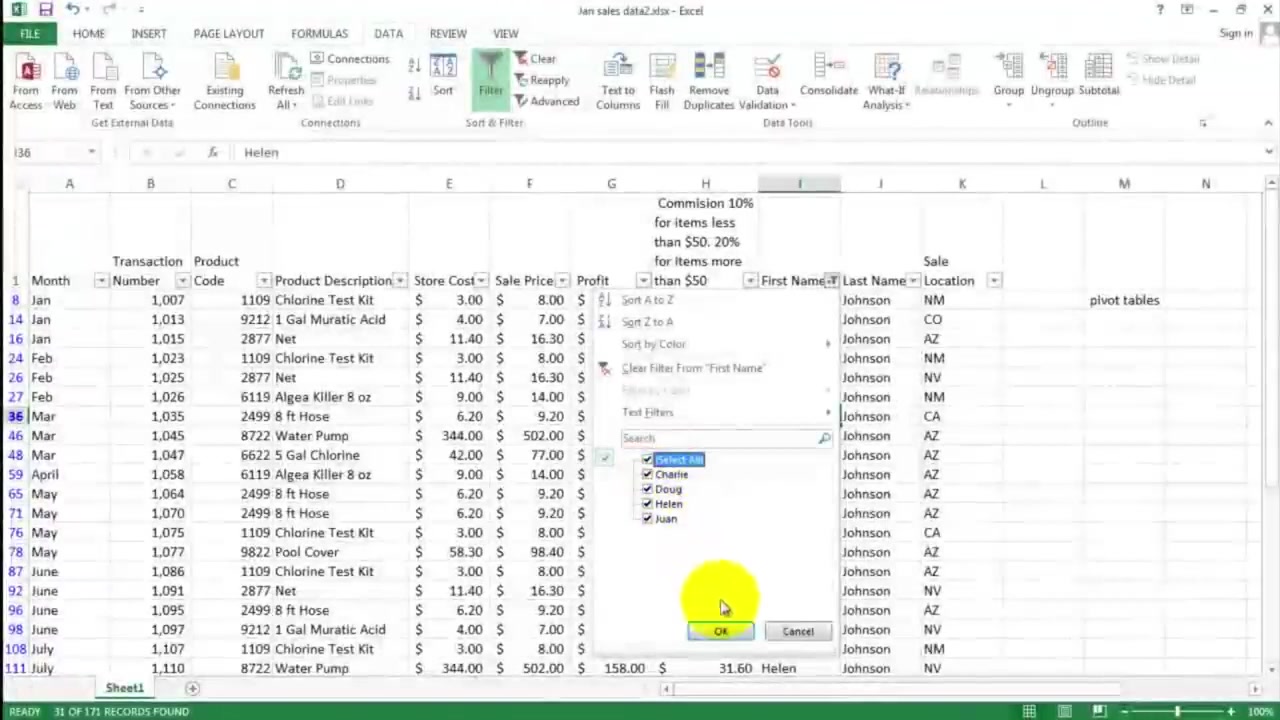 Jan sales data2.xlsx - Excel
Sign in
FILE HOME INSERT PAGE LAYOUT FORMULAS DATA REVIEW VIEW
From Access
From Web
From Text
From Other Sources
Existing Connections
Refresh All
Connections
Properties
Edit Links
Sort
Filter
Clear
Reapply
Advanced
Text to Columns
Flash Fill
Remove Duplicates
Data Validation
Consolidate
What-If Analysis
Relationships
Group
Ungroup
Subtotal
Show Detail
Hide Detail
Get External Data Connections Sort & Filter Data Tools Outline
I36 fx Helen
A B C D E F G H I J K L M N
Commision 10%
for items less
than $50. 20%
for items more
than $50
Transaction Number
Product Code
Sale Location
1 Month Product Description Store Cost Sale Price Profit First Name Last Name
8 Jan 1,007 1109 Chlorine Test Kit $ 3.00 $ 8.00 $ Johnson NM pivot tables
14 Jan 1,013 9212 1 Gal Muratic Acid $ 4.00 $ 7.00 $ Johnson CO
16 Jan 1,015 2877 Net $ 11.40 $ 16.30 $ Johnson AZ
24 Feb 1,023 1109 Chlorine Test Kit $ 3.00 $ 8.00 $ Johnson NM
26 Feb 1,025 2877 Net $ 11.40 $ 16.30 $ Johnson NV
27 Feb 1,026 6119 Algea Killer 8 oz $ 9.00 $ 14.00 $ Johnson NM
36 Mar 1,035 2499 8 ft Hose $ 6.20 $ 9.20 $ Johnson CA
46 Mar 1,045 8722 Water Pump $ 344.00 $ 502.00 $ Johnson AZ
48 Mar 1,047 6622 5 Gal Chlorine $ 42.00 $ 77.00 $ Johnson AZ
59 April 1,058 6119 Algea Killer 8 oz $ 9.00 $ 14.00 $ Johnson AZ
65 May 1,064 2499 8 ft Hose $ 6.20 $ 9.20 $ Johnson AZ
71 May 1,070 2499 8 ft Hose $ 6.20 $ 9.20 $ Johnson AZ
76 May 1,075 1109 Chlorine Test Kit $ 3.00 $ 8.00 $ Johnson CA
78 May 1,077 9822 Pool Cover $ 58.30 $ 98.40 $ Johnson AZ
87 June 1,086 1109 Chlorine Test Kit $ 3.00 $ 8.00 $ Johnson AZ
92 June 1,091 2877 Net $ 11.40 $ 16.30 $ Johnson NV
96 June 1,095 2499 8 ft Hose $ 6.20 $ 9.20 $ Johnson AZ
98 June 1,097 9212 1 Gal Muratic Acid $ 4.00 $ 7.00 $ Johnson NV
108 July 1,107 1109 Chlorine Test Kit $ 3.00 $ 8.00 $ Johnson NM
111 July 1,110 8722 Water Pump $ 344.00 $ 502.00 $ 158.00 $ 31.60 Helen Johnson NV
Sort A to Z
Sort Z to A
Sort by Color
Clear Filter From "First Name"
Filter by Color
Text Filters
Search
(Select All)
Charlie
Doug
Helen
Juan
OK Cancel
Sheet1
READY 31 OF 171 RECORDS FOUND 100%